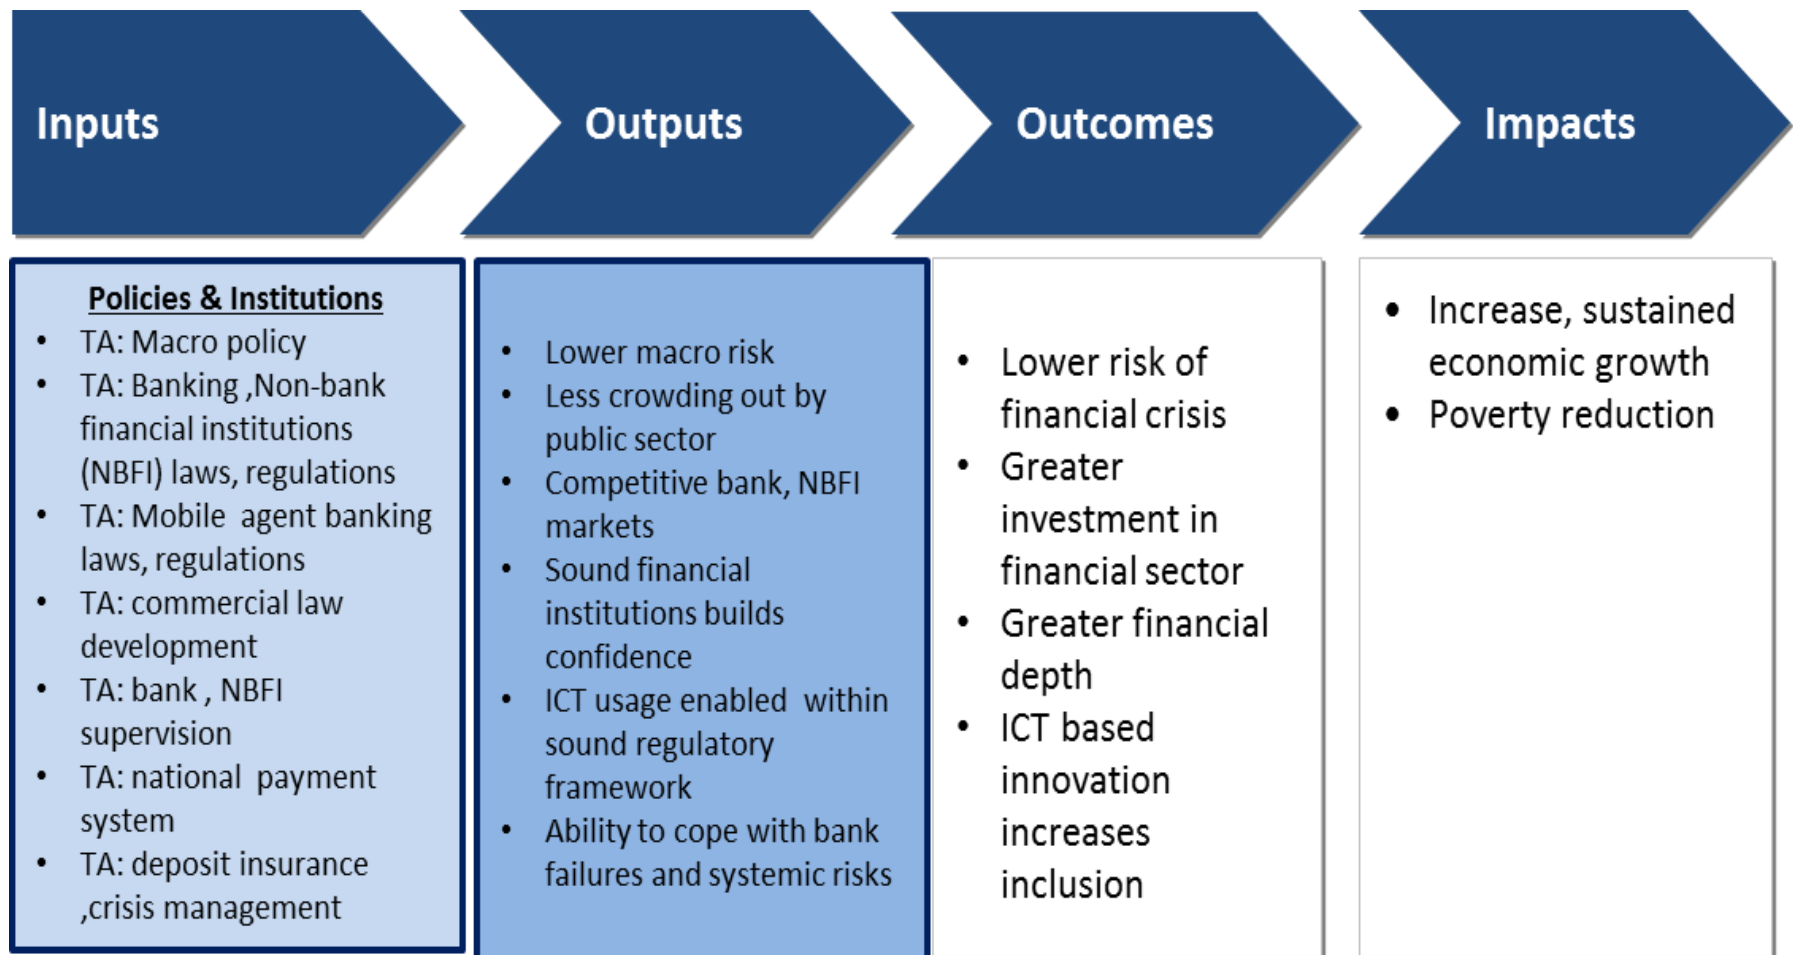 Inputs
Outputs
Outcomes
Impacts
Policies & Institutions
• TA: Macro policy
• TA: Banking ,Non-bank
financial institutions
(NBFI) laws, regulations
• TA: Mobile agent banking
laws, regulations
• TA: commercial law
development
• TA: bank , NBFI
supervision
• TA: national payment
system
• TA: deposit insurance
,crisis management
• Lower macro risk
• Less crowding out by
public sector
• Competitive bank, NBFI
markets
• Sound financial
institutions builds
confidence
• ICT usage enabled within
sound regulatory
framework
• Ability to cope with bank
failures and systemic risks
• Lower risk of
financial crisis
• Greater
investment in
financial sector
• Greater financial
depth
• ICT based
innovation
increases
inclusion
• Increase, sustained
economic growth
• Poverty reduction